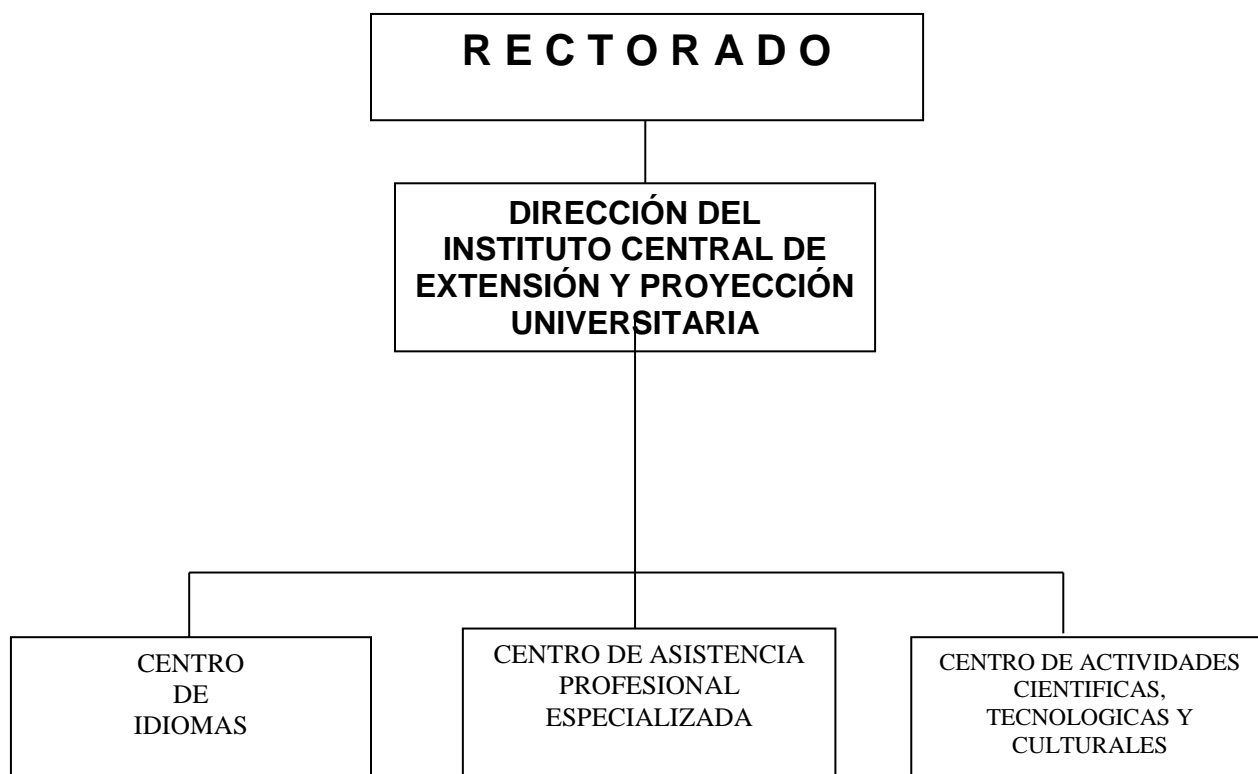 R E C T O R A D O
DIRECCIÓN DEL
INSTITUTO CENTRAL DE
EXTENSIÓN Y PROYECCIÓN
UNIVERSITARIA
CENTRO
DE
IDIOMAS
CENTRO DE ASISTENCIA
PROFESIONAL
ESPECIALIZADA
CENTRO DE ACTIVIDADES
CIENTIFICAS,
TECNOLOGICAS Y
CULTURALES